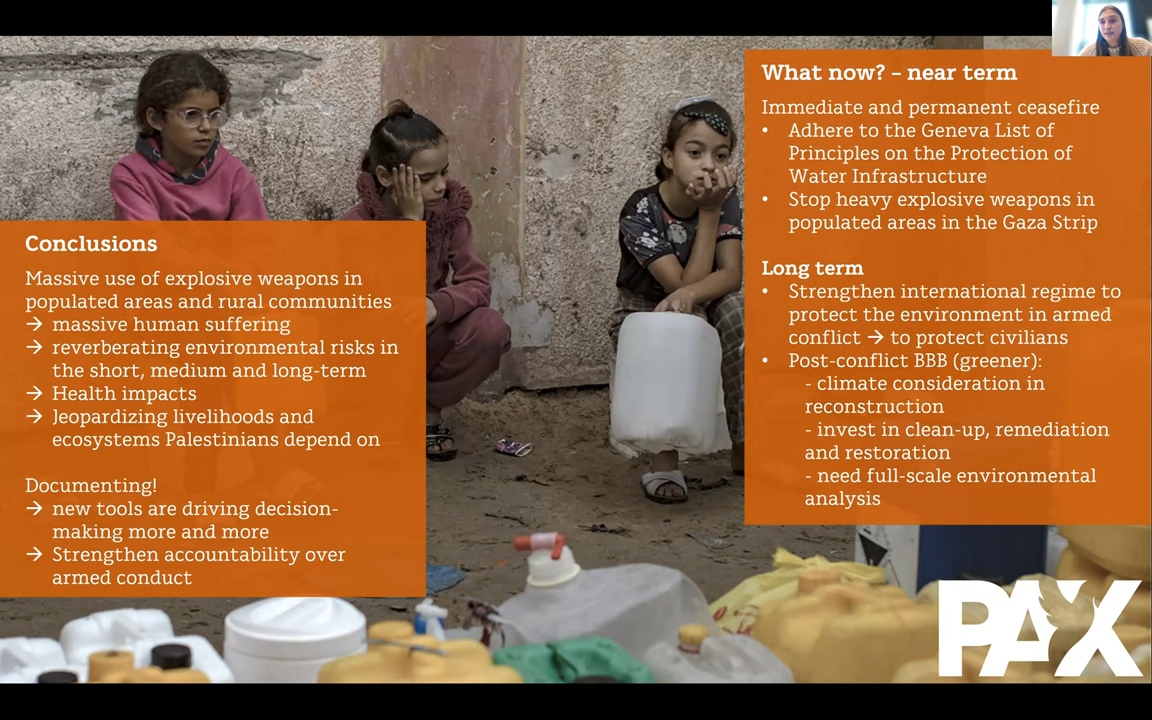 Conclusions
Massive use of explosive weapons in
populated areas and rural communities
→ massive human suffering
→ reverberating environmental risks in
the short, medium and long-term
→ Health impacts
→ Jeopardizing livelihoods and
ecosystems Palestinians depend on
Documenting!
→ new tools are driving decision-
making more and more
→ Strengthen accountability over
armed conduct
What now? – near term
Immediate and permanent ceasefire
• Adhere to the Geneva List of
Principles on the Protection of
Water Infrastructure
• Stop heavy explosive weapons in
populated areas in the Gaza Strip
Long term
• Strengthen international regime to
protect the environment in armed
conflict → to protect civilians
• Post-conflict BBB (greener):
- climate consideration in
reconstruction
- invest in clean-up, remediation
and restoration
- need full-scale environmental
analysis
PAX